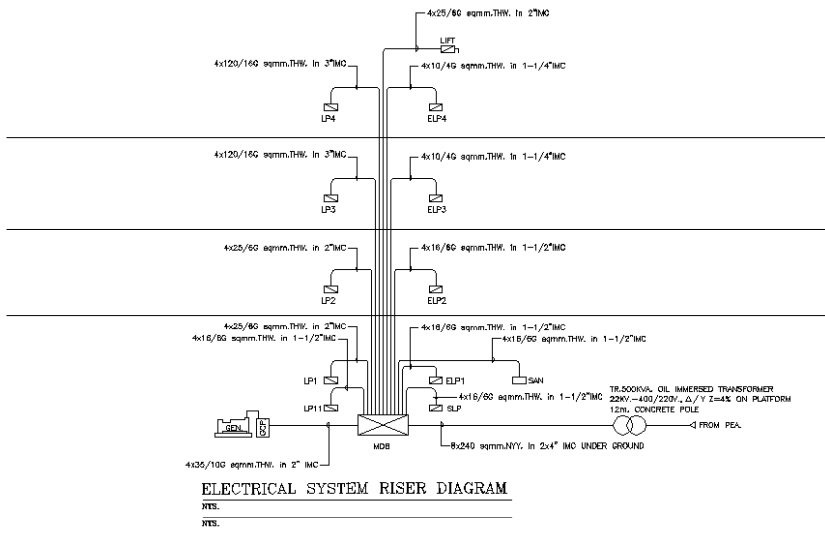 4x25/6G sqmm.THW. in 2"IMC
LIFT
4x120/16G sqmm.THW. in 3"IMC
4x10/4G sqmm.THW. in 1-1/4"IMC
LP4
ELP4
4x120/16G sqmm.THW. in 3"IMC
4x10/4G sqmm.THW. in 1-1/4"IMC
LP3
ELP3
4x25/6G sqmm.THW. in 2"IMC
4x16/6G sqmm.THW. in 1-1/2"IMC
LP2
ELP2
4x25/6G sqmm.THW. in 2"IMC
4x16/6G sqmm.THW. in 1-1/2"IMC
4x16/6G sqmm.THW. in 1-1/2"IMC
4x16/6G sqmm.THW. in 1-1/2"IMC
LP1
ELP1
SAN
4x16/6G sqmm.THW. in 1-1/2"IMC
LP11
SLP
TR.500KVA. OIL IMMERSED TRANSFORMER
22KV.-400/220V., Δ/Y Z=4% ON PLATFORM
12m. CONCRETE POLE
GEN.
GCP
FROM PEA.
MDB
8x240 sqmm.NYY. in 2x4" IMC UNDER GROUND
4x35/10G sqmm.THW. in 2" IMC
ELECTRICAL SYSTEM RISER DIAGRAM
NTS.
NTS.